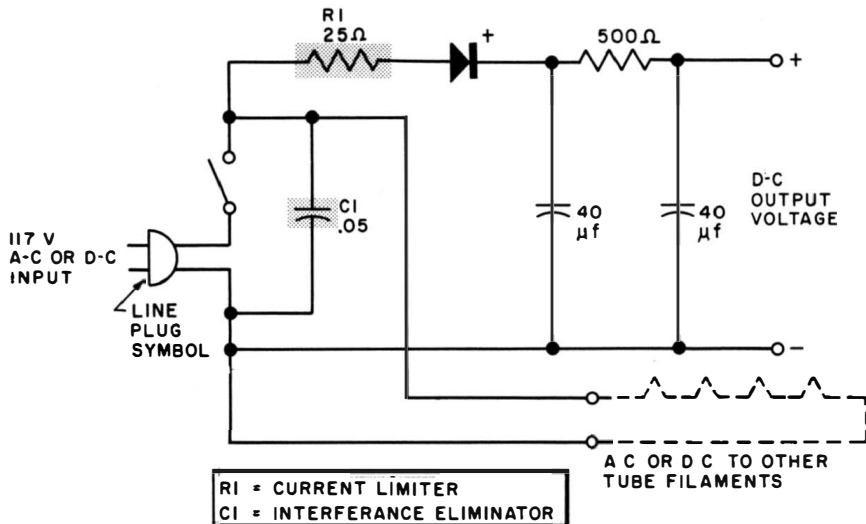 R1
25Ω
+
500Ω
+
C1
.05
40
μf
40
μf
D-C
OUTPUT
VOLTAGE
117 V
A-C OR D-C
INPUT
LINE
PLUG
SYMBOL
-
A C OR D C TO OTHER
TUBE FILAMENTS
R1 = CURRENT LIMITER
C1 = INTERFERANCE ELIMINATOR